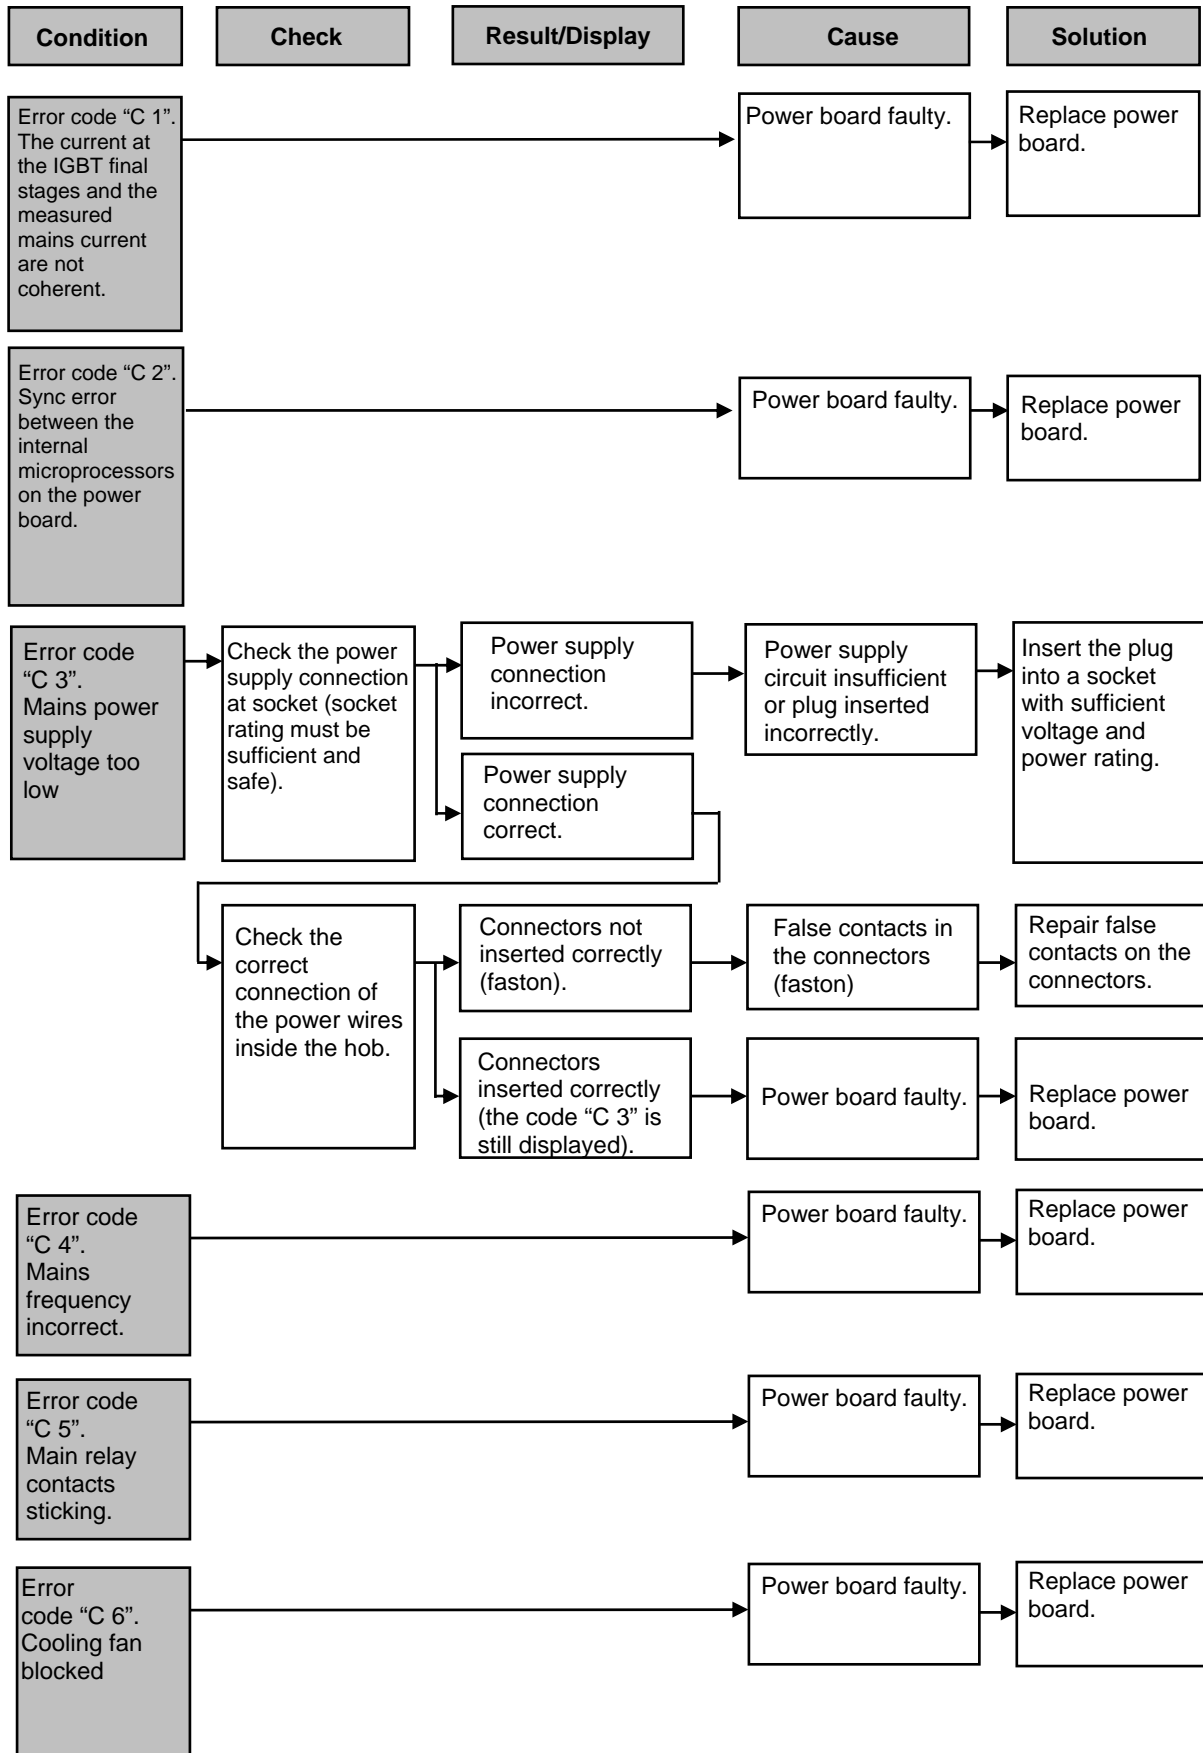 Condition
Check
Result/Display
Cause
Solution
Error code “C 1”.
The current at
the IGBT final
stages and the
measured
mains current
are not
coherent.
Power board faulty.
Replace power
board.
Error code “C 2”.
Sync error
between the
internal
microprocessors
on the power
board.
Power board faulty.
Replace power
board.
Error code
“C 3”.
Mains power
supply
voltage too
low
Check the power
supply connection
at socket (socket
rating must be
sufficient and
safe).
Power supply
connection
incorrect.
Power supply
circuit insufficient
or plug inserted
incorrectly.
Insert the plug
into a socket
with sufficient
voltage and
power rating.
Power supply
connection
correct.
Check the
correct
connection of
the power wires
inside the hob.
Connectors not
inserted correctly
(faston).
False contacts in
the connectors
(faston)
Repair false
contacts on the
connectors.
Connectors
inserted correctly
(the code “C 3” is
still displayed).
Power board faulty.
Replace power
board.
Error code
“C 4”.
Mains
frequency
incorrect.
Power board faulty.
Replace power
board.
Error code
“C 5”.
Main relay
contacts
sticking.
Power board faulty.
Replace power
board.
Error
code “C 6”.
Cooling fan
blocked
Power board faulty.
Replace power
board.